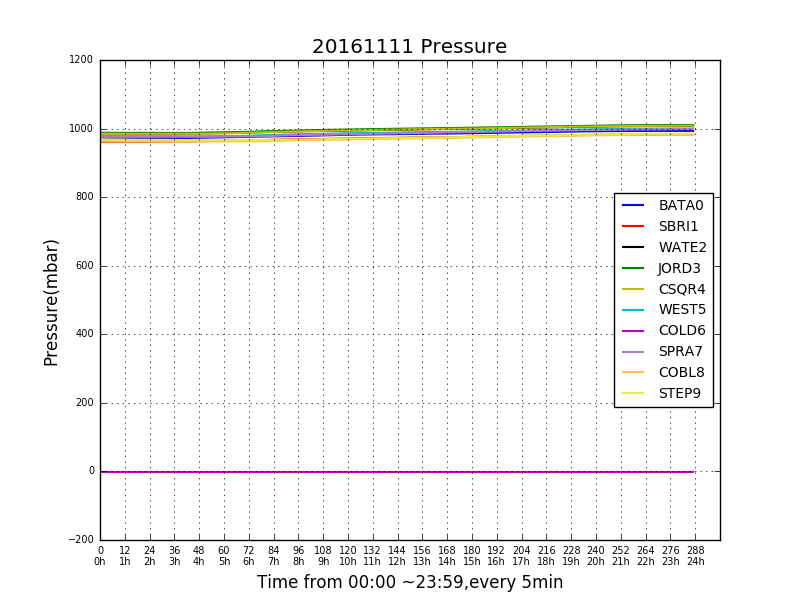 20161111 Pressure
1200
1000
800
600
400
200
0
−200
Pressure(mbar)
BATA0
SBRI1
WATE2
JORD3
CSQR4
WEST5
COLD6
SPRA7
COBL8
STEP9
0 12 24 36 48 60 72 84 96 108 120 132 144 156 168 180 192 204 216 228 240 252 264 276 288
0h 1h 2h 3h 4h 5h 6h 7h 8h 9h 10h 11h 12h 13h 14h 15h 16h 17h 18h 19h 20h 21h 22h 23h 24h
Time from 00:00 ~23:59,every 5min